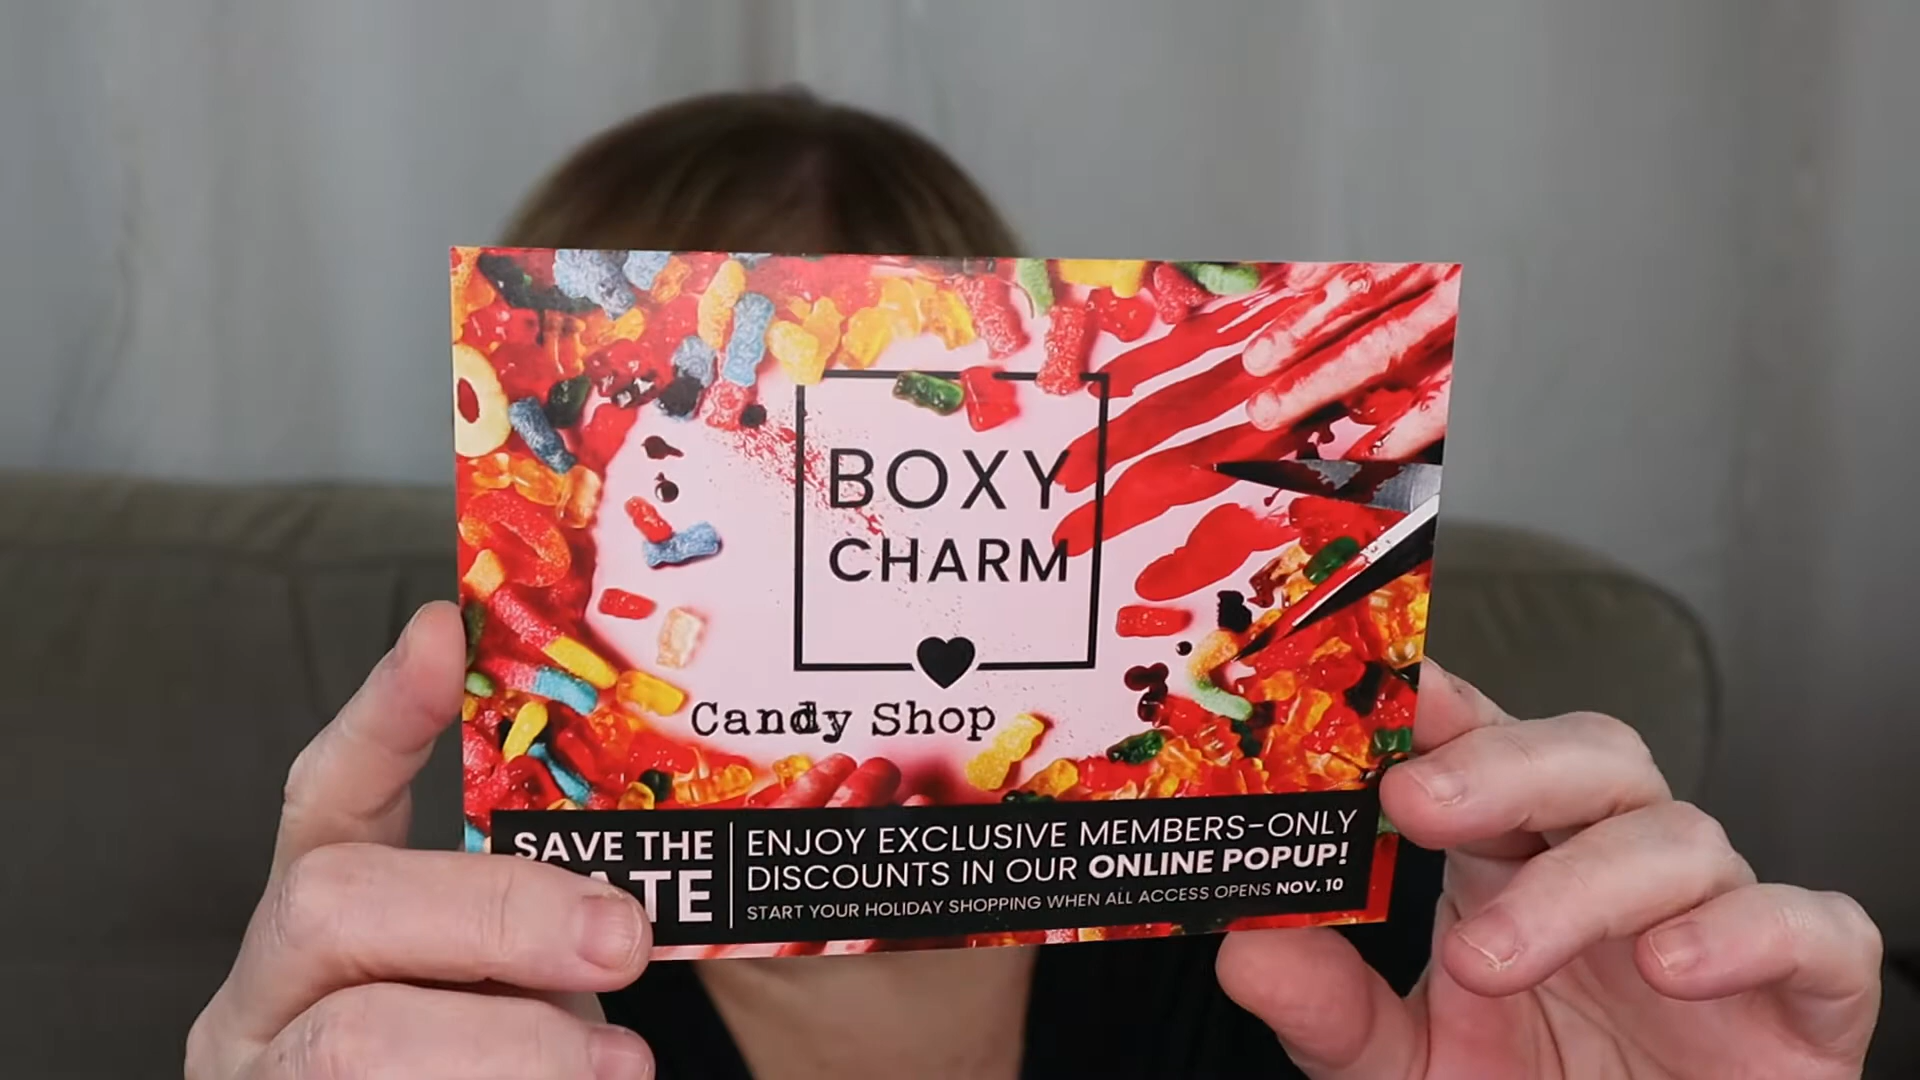 BOXY
CHARM
Candy Shop
SAVE THE
ENJOY EXCLUSIVE MEMBERS-ONLY
DISCOUNTS IN OUR ONLINE POPUP!
START YOUR HOLIDAY SHOPPING WHEN ALL ACCESS OPENS NOV. 10